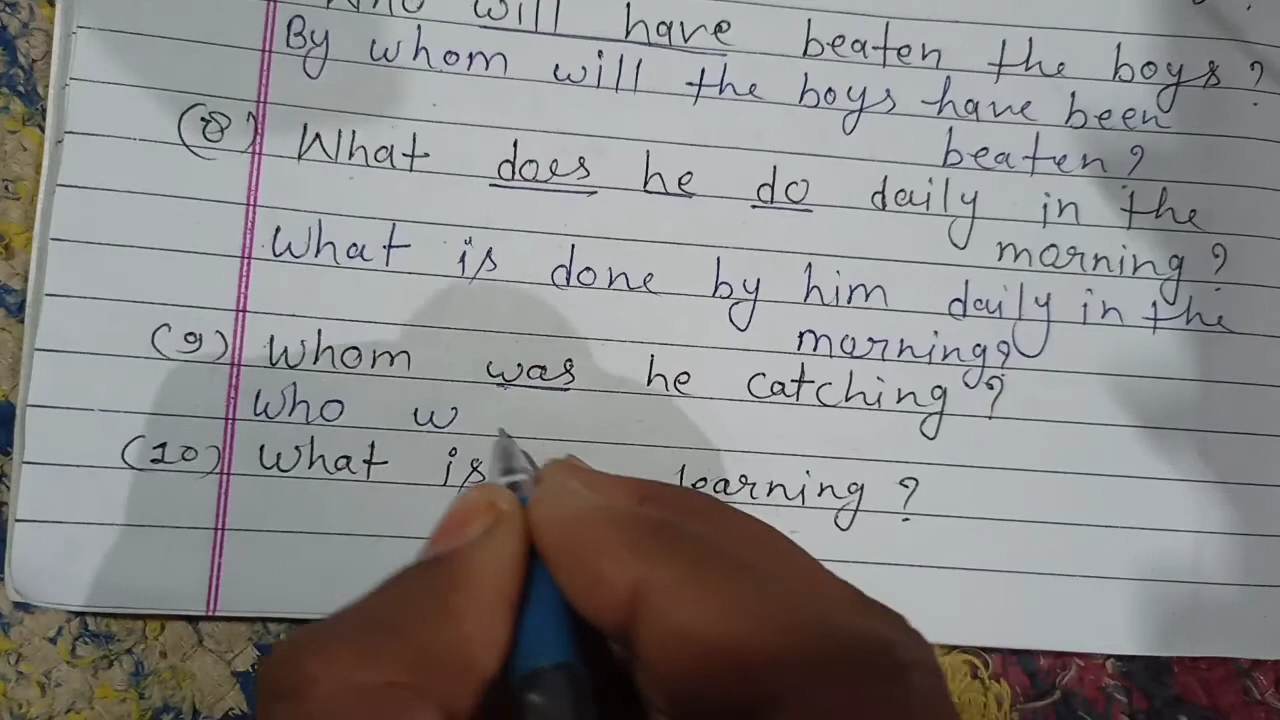 will have beaten the boys?
By whom will the boys have been
beaten?
(8) What does he do daily in the
morning?
What is done by him daily in the
morning?
(9) Whom was he catching?
Who w
(10) What is learning?